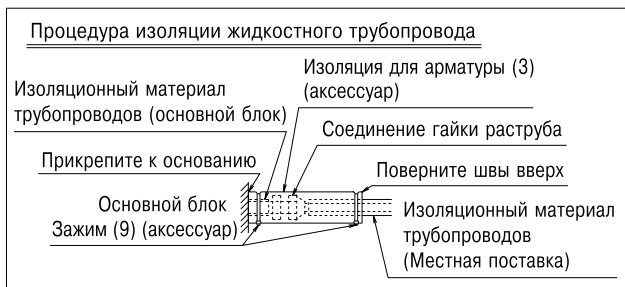 Процедура изоляции жидкостного трубопровода
Изоляция для арматуры (3)
(аксессуар)
Изоляционный материал
трубопроводов (основной блок)
Соединение гайки раструба
Прикрепите к основанию
Поверните швы вверх
Основной блок
Зажим (9) (аксессуар)
Изоляционный материал
трубопроводов
(Местная поставка)